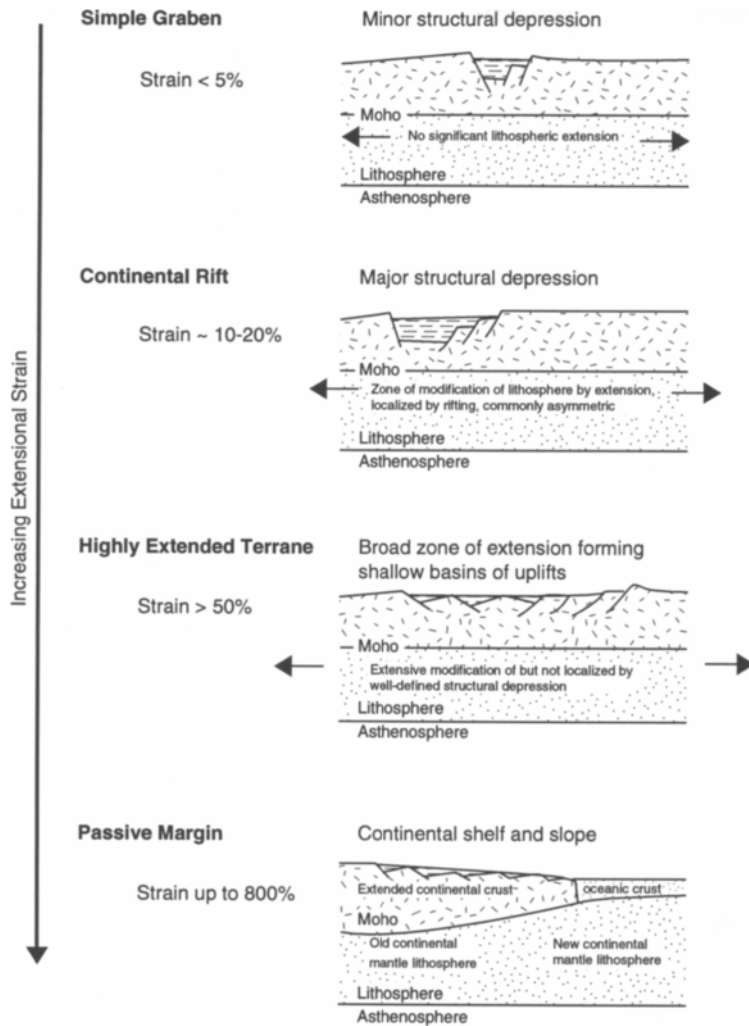 Simple Graben
Minor structural depression
Strain < 5%
Moho
No significant lithospheric extension
Lithosphere
Asthenosphere
Continental Rift
Major structural depression
Strain ~ 10-20%
Moho
Zone of modification of lithosphere by extension,
localized by rifting, commonly asymmetric
Lithosphere
Asthenosphere
Increasing Extensional Strain
Highly Extended Terrane
Broad zone of extension forming
shallow basins of uplifts
Strain > 50%
Moho
Extensive modification of but not localized by
well-defined structural depression
Lithosphere
Asthenosphere
Passive Margin
Continental shelf and slope
Strain up to 800%
Extended continental crust
oceanic crust
Moho
Old continental
mantle lithosphere
New continental
mantle lithosphere
Lithosphere
Asthenosphere